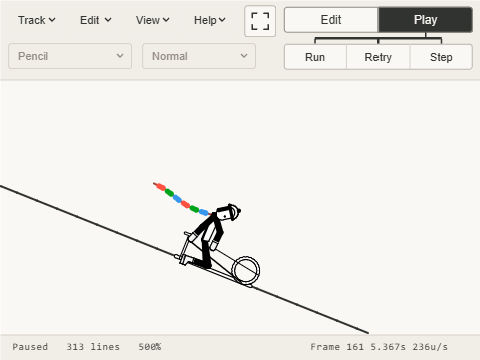 Track Edit View Help Edit Play
Pencil Normal Run Retry Step
Paused 313 lines 500% Frame 161 5.367s 236u/s